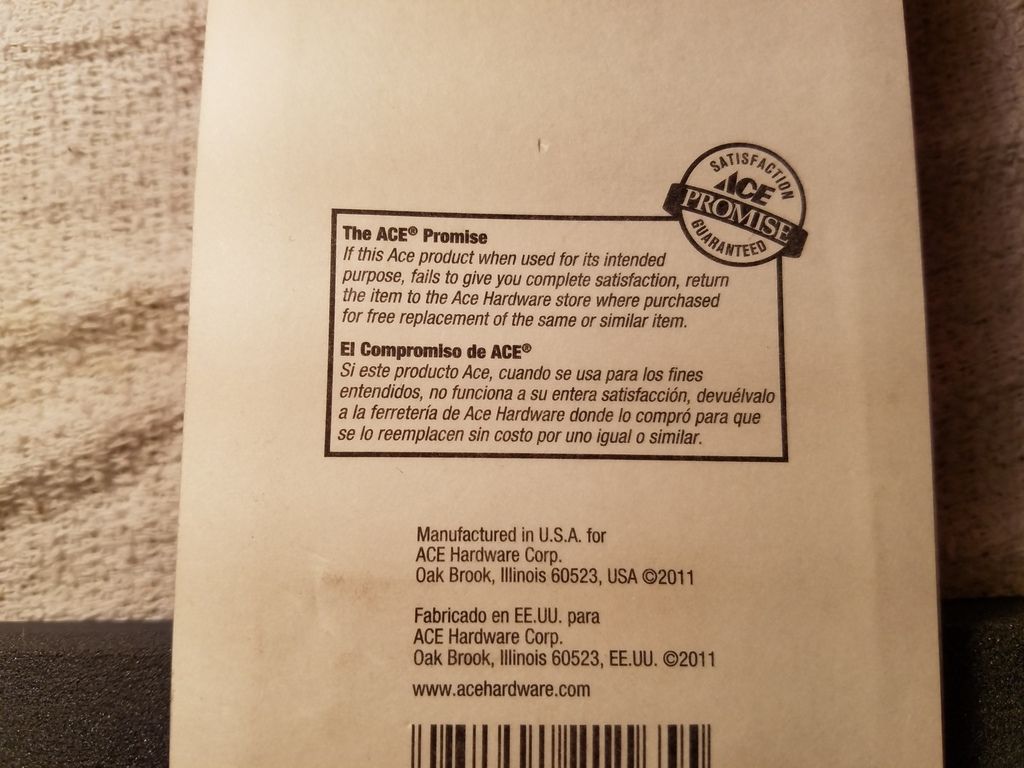 SATISFACTION
ACE
PROMISE
GUARANTEED
The ACE® Promise
If this Ace product when used for its intended
purpose, fails to give you complete satisfaction, return
the item to the Ace Hardware store where purchased
for free replacement of the same or similar item.
El Compromiso de ACE®
Si este producto Ace, cuando se usa para los fines
entendidos, no funciona a su entera satisfacción, devuélvalo
a la ferretería de Ace Hardware donde lo compró para que
se lo reemplacen sin costo por uno igual o similar.
Manufactured in U.S.A. for
ACE Hardware Corp.
Oak Brook, Illinois 60523, USA ©2011
Fabricado en EE.UU. para
ACE Hardware Corp.
Oak Brook, Illinois 60523, EE.UU. ©2011
www.acehardware.com